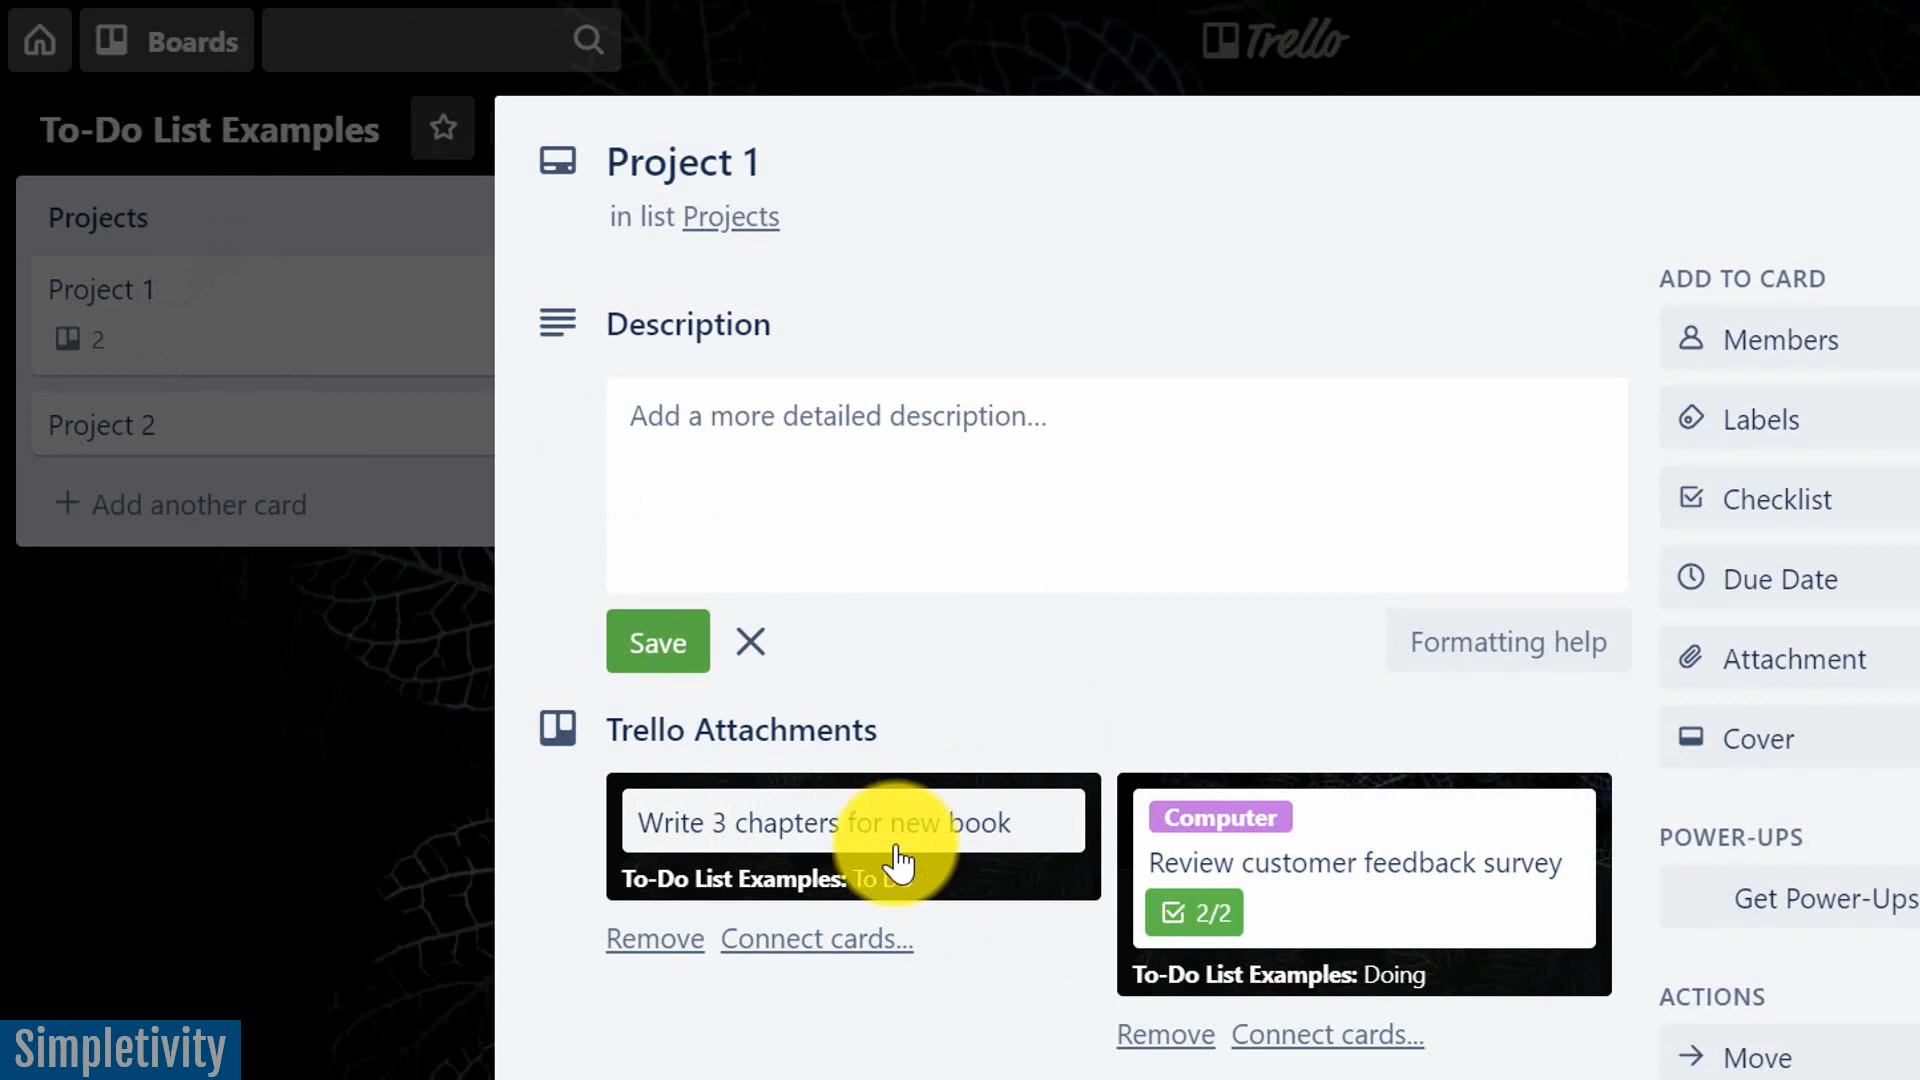 Boards
Trello
To-Do List Examples
Projects
Project 1
2
Project 2
Add another card
Project 1
in list Projects
Description
Add a more detailed description...
Save
Formatting help
Trello Attachments
Write 3 chapters for new book
To-Do List Examples: To Do
Remove Connect cards...
Computer
Review customer feedback survey
2/2
To-Do List Examples: Doing
Remove Connect cards...
ADD TO CARD
Members
Labels
Checklist
Due Date
Attachment
Cover
POWER-UPS
Get Power-Ups
ACTIONS
Move
Simpletivity